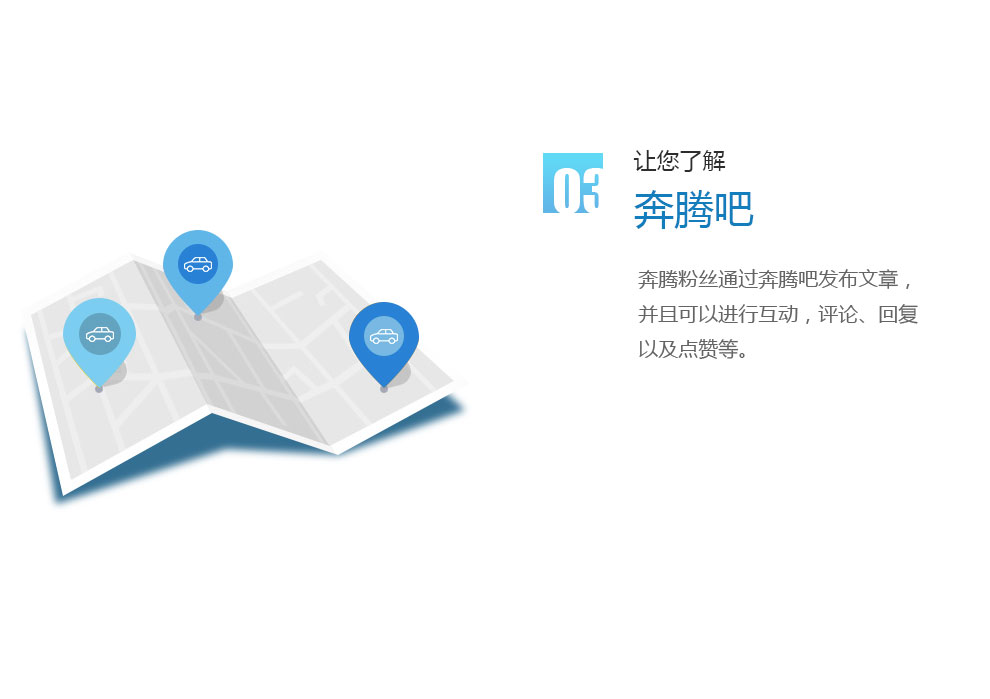 03
让您了解
奔腾吧
奔腾粉丝通过奔腾吧发布文章，
并且可以进行互动，评论、回复
以及点赞等。